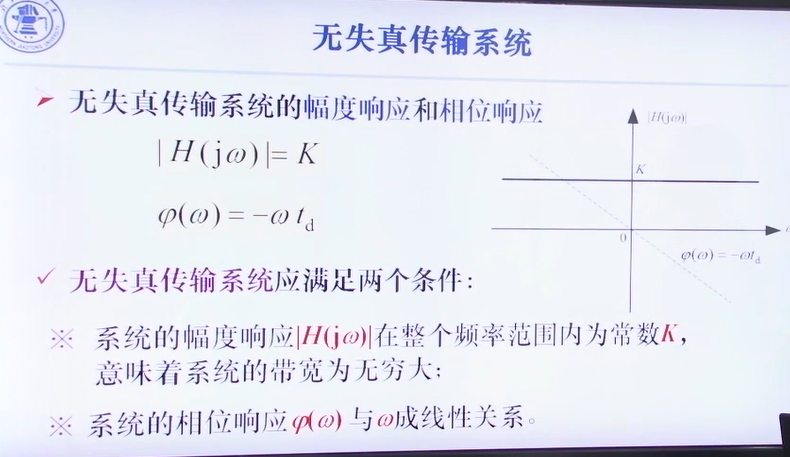 无失真传输系统
无失真传输系统的幅度响应和相位响应
|H(jω)|= K
φ(ω) = −ω t_d
|H(jω)|
K
0
φ(ω) = −ωt_d
无失真传输系统应满足两个条件：
※ 系统的幅度响应|H(jω)|在整个频率范围内为常数K，
意味着系统的带宽为无穷大；
※ 系统的相位响应φ(ω) 与ω成线性关系。